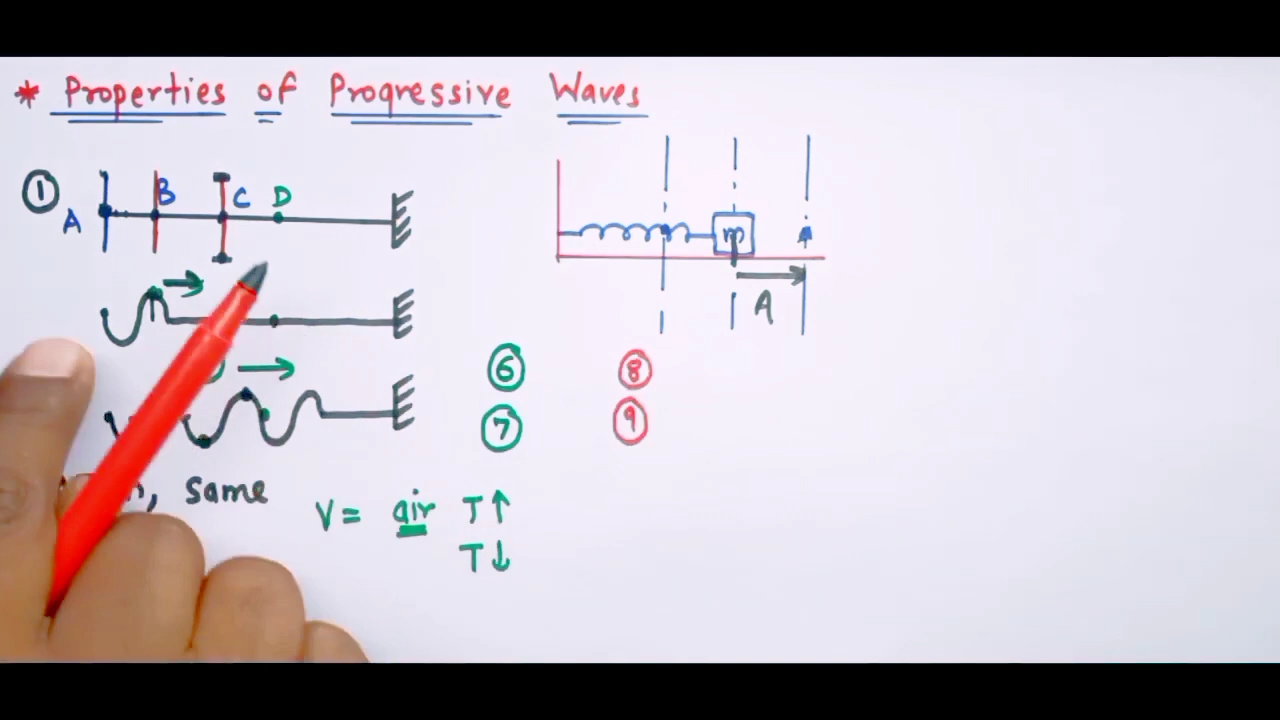 * Properties of Progressive Waves
1
A B C D
m
A
6 8
7 9
same
V = air T↑
T↓